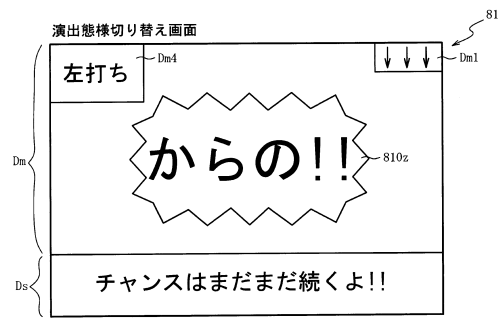 演出態様切り替え画面
81
左打ち
Dm4
↓↓↓
Dm1
Dm
からの!!
810z
Ds
チャンスはまだまだ続くよ!!